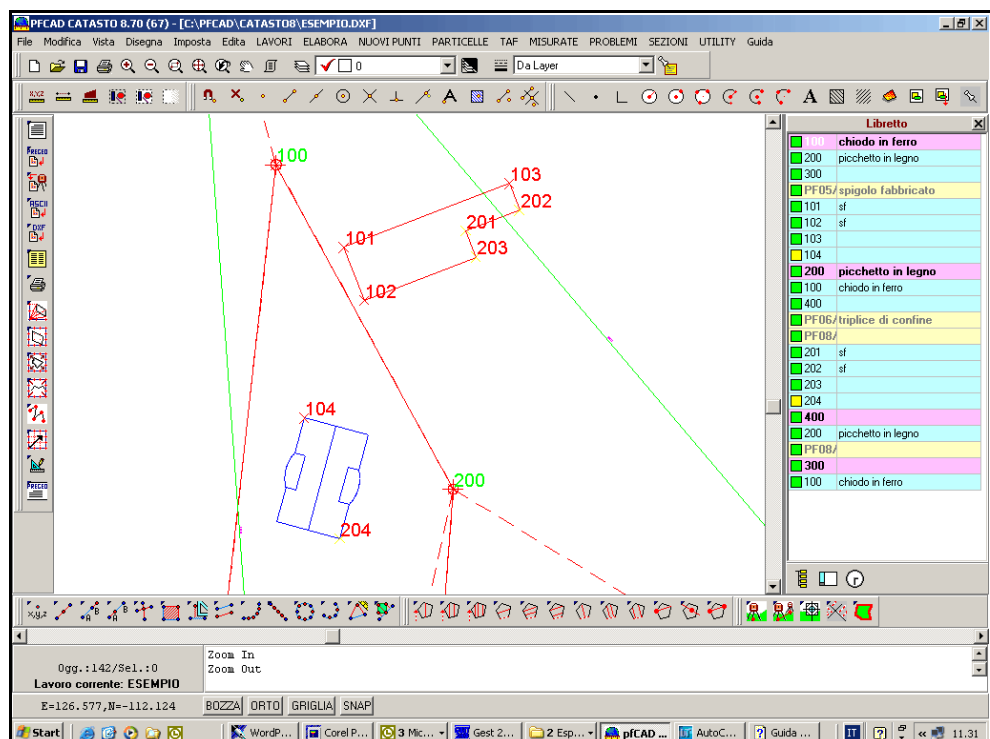 PFCAD CATASTO 8.70 (67) - [C:\PFCAD\CATASTO8\ESEMPIO.DXF]
File Modifica Vista Disegna Imposta Edita LAVORI ELABORA NUOVI PUNTI PARTICELLE TAF MISURATE PROBLEMI SEZIONI UTILITY Guida
0 Da Layer
x,y,z A A
PREGEO
ASCII
DXF
PREGEO
100
103
202
201
101
203
102
104
200
204
Libretto
100 chiodo in ferro
200 picchetto in legno
300
PF05/ spigolo fabbricato
101 sf
102 sf
103
104
200 picchetto in legno
100 chiodo in ferro
400
PF06/ triplice di confine
PF08/
201 sf
202 sf
203
204
400
200 picchetto in legno
PF08/
300
100 chiodo in ferro
x,y,z A B A B
Zoom In
Zoom Out
Ogg.:142/Sel.:0
Lavoro corrente: ESEMPIO
E=126.577,N=-112.124 BOZZA ORTO GRIGLIA SNAP
Start WordP... Corel P... 3 Mic... Gest 2... 2 Esp... pfCAD ... AutoC... Guida ... IT « 11.31